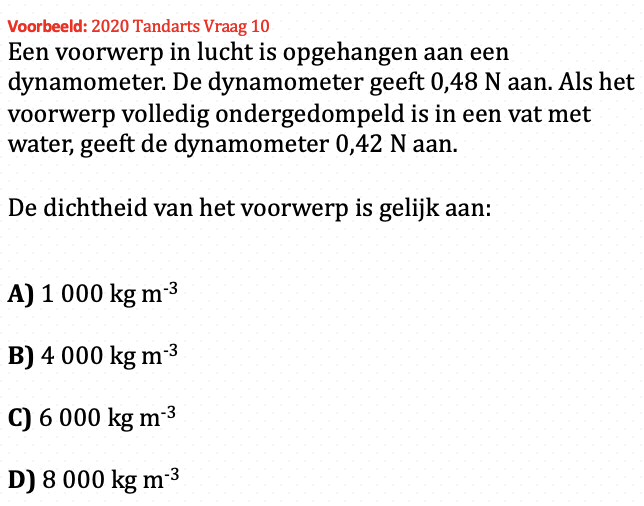 Voorbeeld: 2020 Tandarts Vraag 10
Een voorwerp in lucht is opgehangen aan een
dynamometer. De dynamometer geeft 0,48 N aan. Als het
voorwerp volledig ondergedompeld is in een vat met
water, geeft de dynamometer 0,42 N aan.
De dichtheid van het voorwerp is gelijk aan:
A) 1 000 kg m⁻³
B) 4 000 kg m⁻³
C) 6 000 kg m⁻³
D) 8 000 kg m⁻³